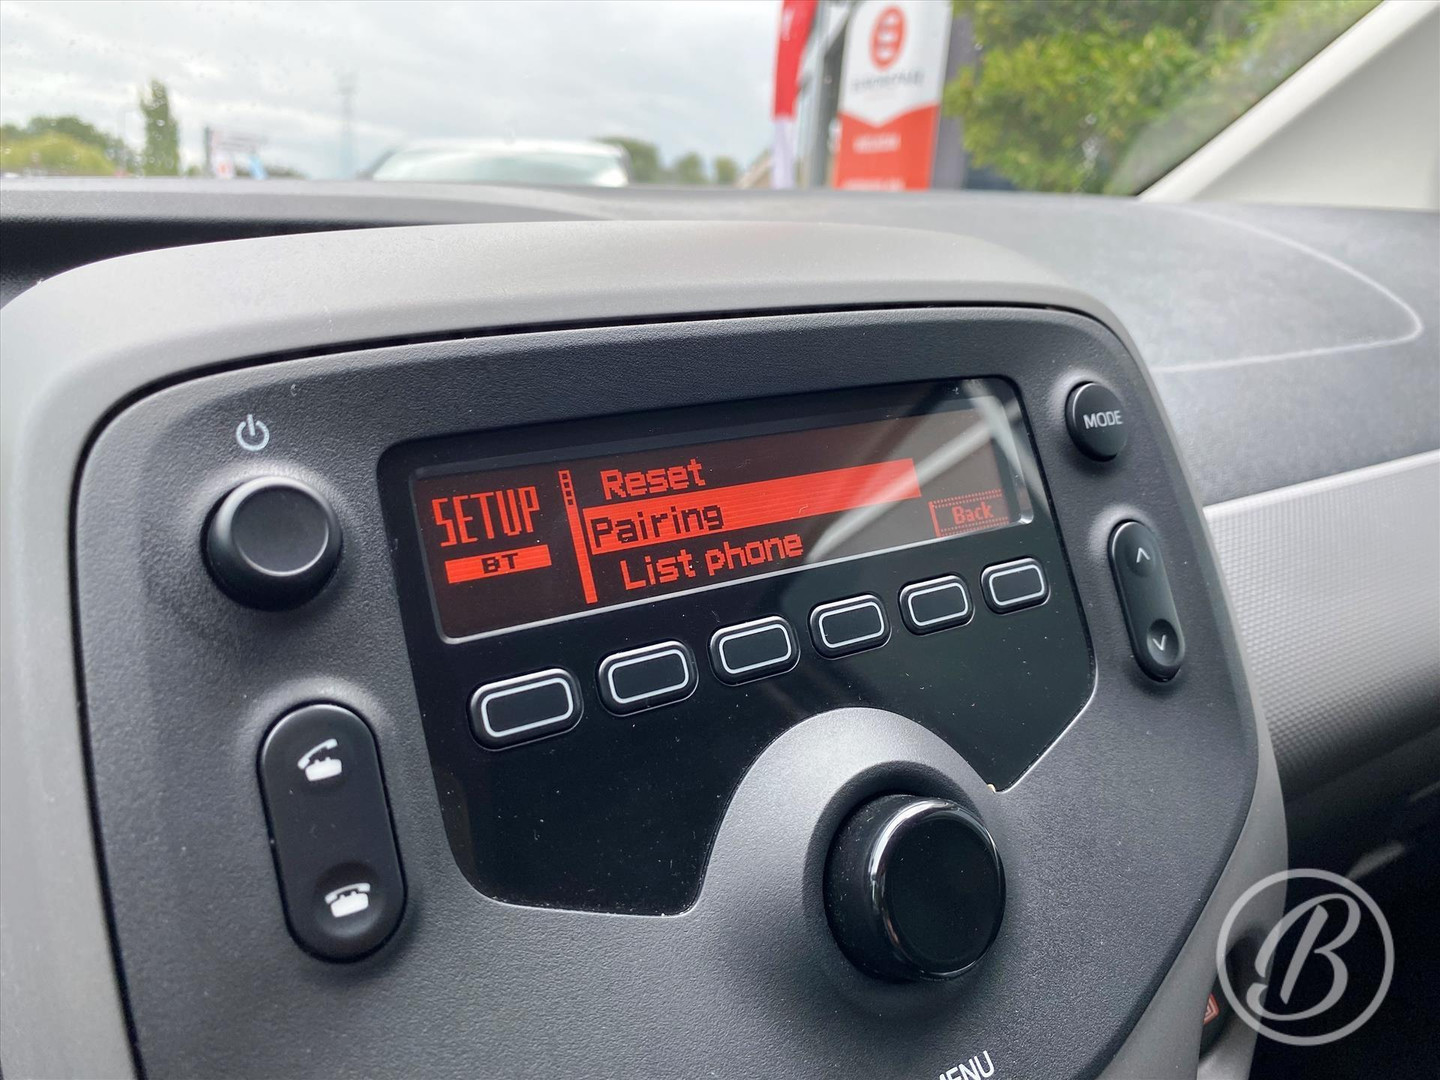 MODE
SETUP
BT
Reset
Pairing
List phone
Back
MENU
B